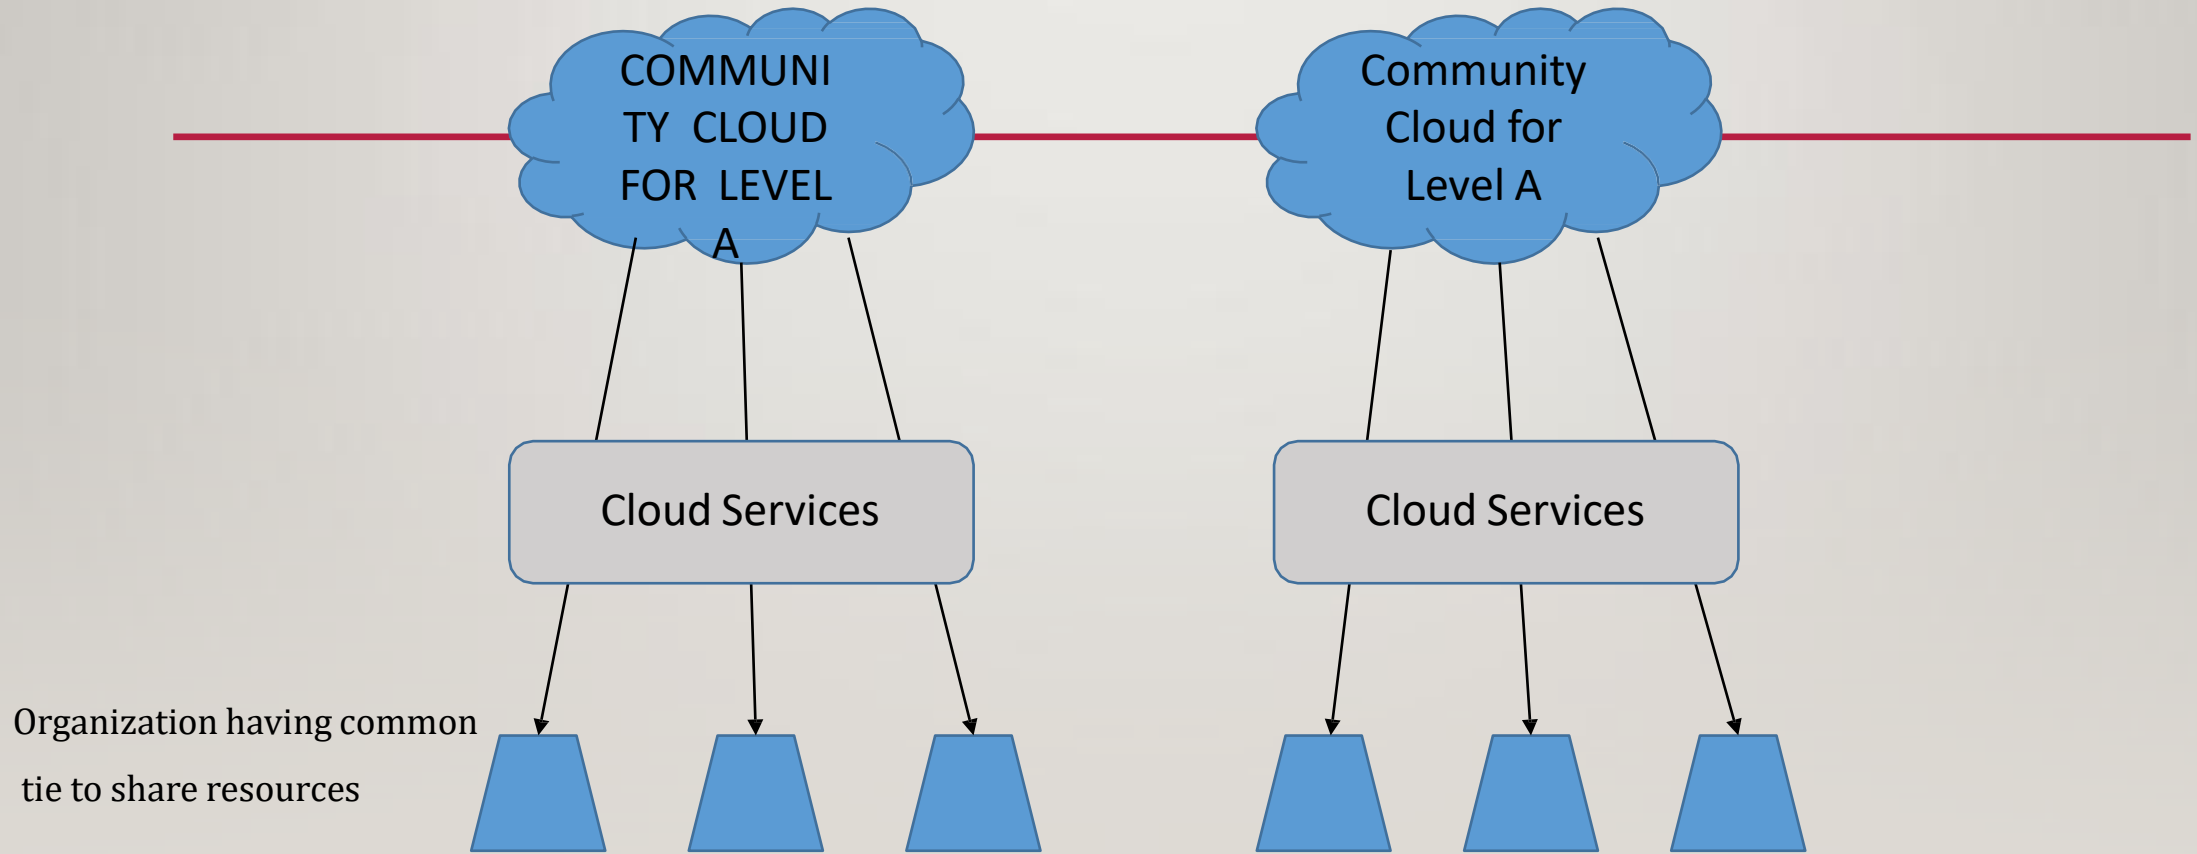 COMMUNI
TY CLOUD
FOR LEVEL
A
Community
Cloud for
Level A
Cloud Services
Cloud Services
Organization having common
tie to share resources